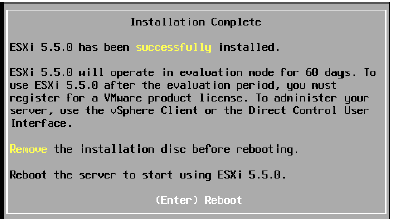 Installation Complete
ESXi 5.5.0 has been successfully installed.
ESXi 5.5.0 will operate in evaluation mode for 60 days. To
use ESXi 5.5.0 after the evaluation period, you must
register for a VMware product license. To administer your
server, use the vSphere Client or the Direct Control User
Interface.
Remove the installation disc before rebooting.
Reboot the server to start using ESXi 5.5.0.
(Enter) Reboot